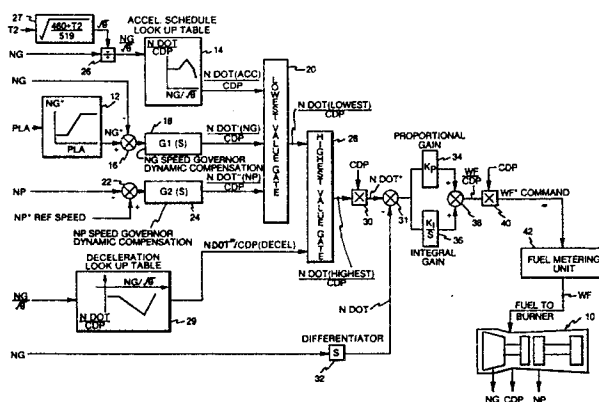 27
T2
√ 460+T2
519
√θ
NG
26
÷
NG
√θ
ACCEL. SCHEDULE
LOOK UP TABLE
N DOT
CDP
NG/√θ
14
N DOT(ACC)
CDP
20
LOWEST VALUE GATE
NG
12
NG*
PLA
PLA
NG*
16
18
G1 (S)
N DOT(NG)
CDP
NG SPEED GOVERNOR
DYNAMIC COMPENSATION
NP
22
NP* REF SPEED
G2 (S)
24
N DOT(NP)
CDP
NP SPEED GOVERNOR
DYNAMIC COMPENSATION
N DOT(LOWEST)
CDP
28
HIGHEST VALUE GATE
N DOT(HIGHEST)
CDP
CDP
30
N DOT*
31
PROPORTIONAL
GAIN
34
KP
KI
S
36
INTEGRAL
GAIN
38
WF
CDP
CDP
40
WF* COMMAND
42
FUEL METERING
UNIT
WF
FUEL TO
BURNER
10
NG CDP NP
DECELERATION
LOOK UP TABLE
NG/√θ
N DOT
CDP
29
NG
√θ
N DOT*/CDP(DECEL)
N DOT
NG
DIFFERENTIATOR
S
32